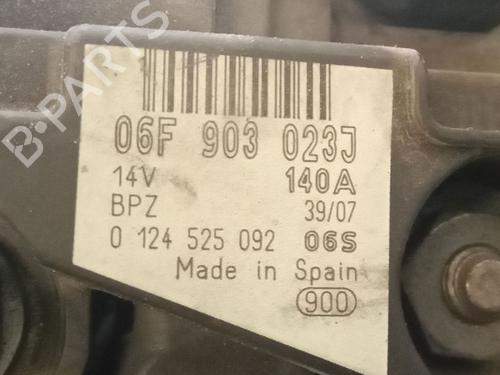 B-PARTS
06F 903 023J
14V 140A
BPZ 39/07
0 124 525 092 06S
Made in Spain
900